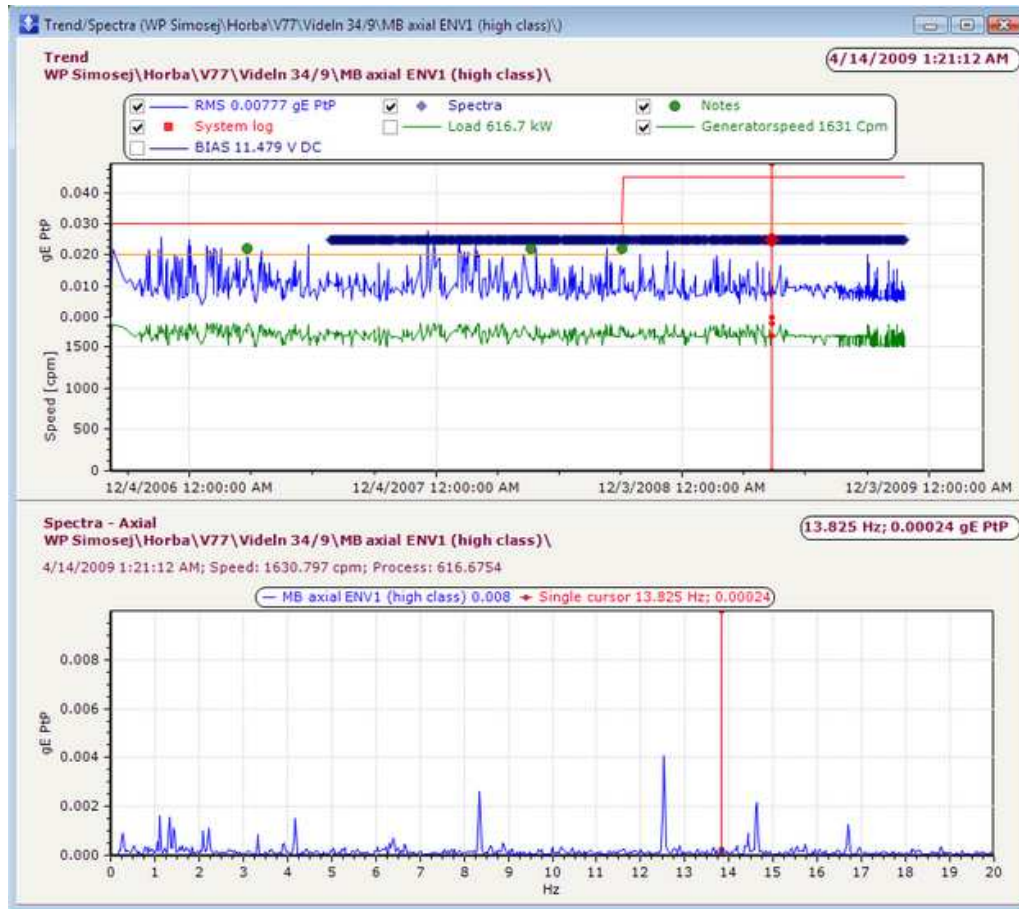 Trend/Spectra (WP Simosej\Horba\V77\Videln 34/9\MB axial ENV1 (high class)\)
Trend
4/14/2009 1:21:12 AM
WP Simosej\Horba\V77\Videln 34/9\MB axial ENV1 (high class)\
RMS 0.00777 gE PtP Spectra Notes
System log Load 616.7 kW Generatorspeed 1631 Cpm
BIAS 11.479 V DC
gE PtP
0.040
0.030
0.020
0.010
0.000
Speed [cpm]
1500
1000
500
0
12/4/2006 12:00:00 AM 12/4/2007 12:00:00 AM 12/3/2008 12:00:00 AM 12/3/2009 12:00:00 AM
Spectra - Axial
13.825 Hz; 0.00024 gE PtP
WP Simosej\Horba\V77\Videln 34/9\MB axial ENV1 (high class)\
4/14/2009 1:21:12 AM; Speed: 1630.797 cpm; Process: 616.6754
MB axial ENV1 (high class) 0.008 Single cursor 13.825 Hz; 0.00024
gE PtP
0.008
0.006
0.004
0.002
0.000
0 1 2 3 4 5 6 7 8 9 10 11 12 13 14 15 16 17 18 19 20
Hz